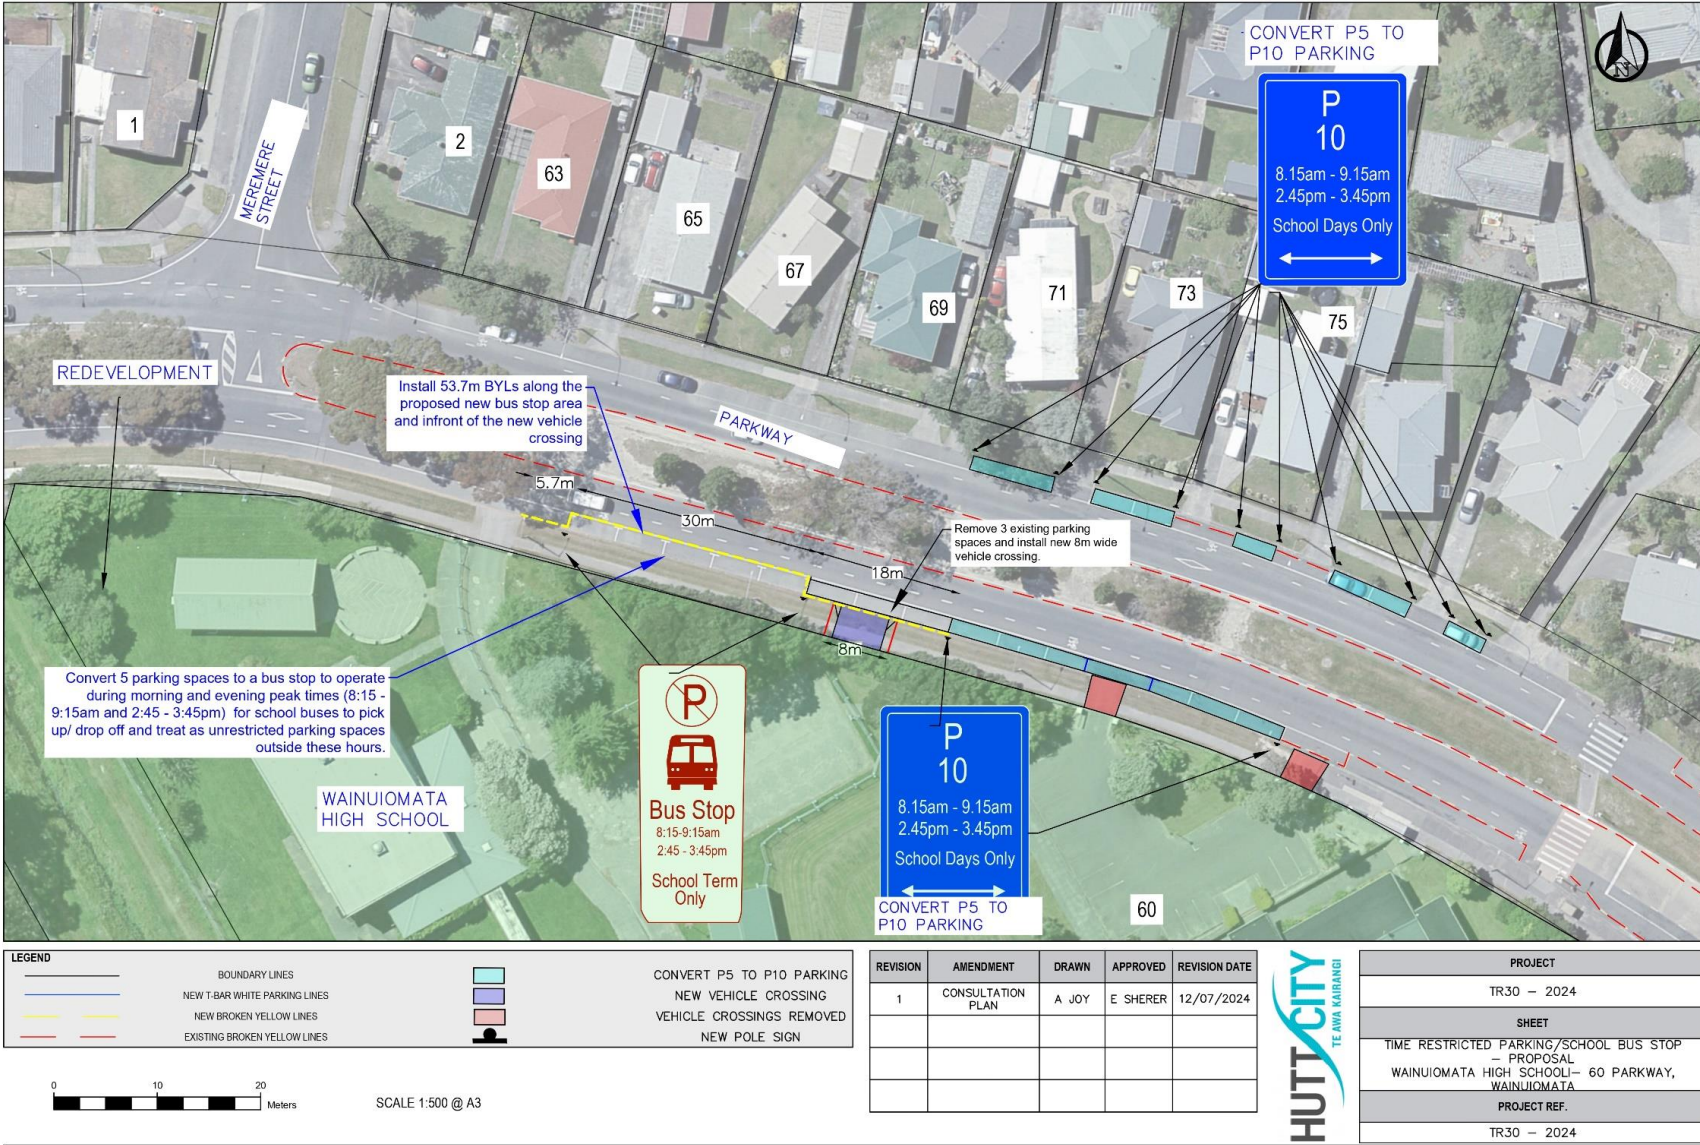 CONVERT P5 TO
P10 PARKING
N
P
10
8.15am - 9.15am
2.45pm - 3.45pm
School Days Only
1
2
63
65
67
69
71
73
75
MEREMERE
STREET
REDEVELOPMENT
Install 53.7m BYLs along the
proposed new bus stop area
and infront of the new vehicle
crossing
PARKWAY
5.7m
30m
18m
Remove 3 existing parking
spaces and install new 8m wide
vehicle crossing.
8m
Convert 5 parking spaces to a bus stop to operate
during morning and evening peak times (8:15 -
9:15am and 2:45 - 3:45pm) for school buses to pick
up/ drop off and treat as unrestricted parking spaces
outside these hours.
WAINUIOMATA
HIGH SCHOOL
P
Bus Stop
8:15-9:15am
2:45 - 3:45pm
School Term
Only
P
10
8.15am - 9.15am
2.45pm - 3.45pm
School Days Only
CONVERT P5 TO
P10 PARKING
60
LEGEND
BOUNDARY LINES
NEW T-BAR WHITE PARKING LINES
NEW BROKEN YELLOW LINES
EXISTING BROKEN YELLOW LINES
CONVERT P5 TO P10 PARKING
NEW VEHICLE CROSSING
VEHICLE CROSSINGS REMOVED
NEW POLE SIGN
0 10 20
Meters
SCALE 1:500 @ A3
REVISION AMENDMENT DRAWN APPROVED REVISION DATE
1 CONSULTATION PLAN A JOY E SHERER 12/07/2024
HUTT CITY
TE AWA KAIRANGI
PROJECT
TR30 - 2024
SHEET
TIME RESTRICTED PARKING/SCHOOL BUS STOP
- PROPOSAL
WAINUIOMATA HIGH SCHOOLI- 60 PARKWAY,
WAINUIOMATA
PROJECT REF.
TR30 - 2024